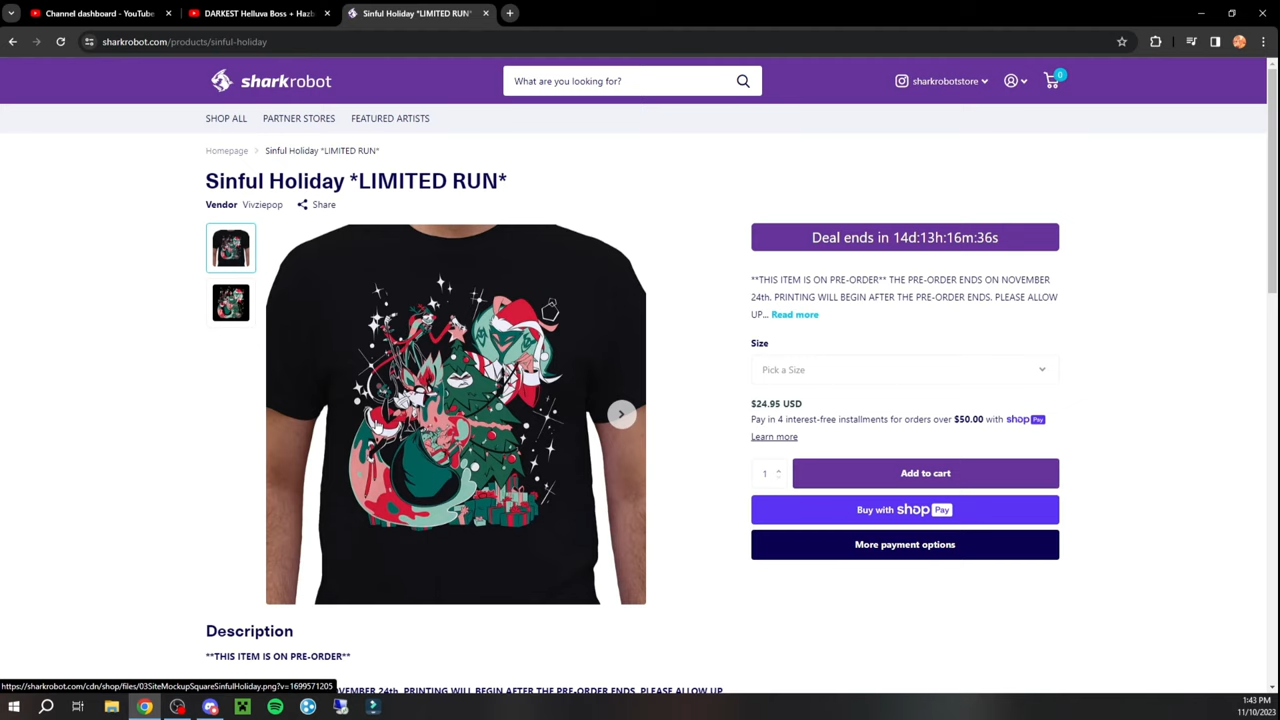 Channel dashboard - YouTube
DARKEST Helluva Boss + Hazb
Sinful Holiday *LIMITED RUN*
sharkrobot.com/products/sinful-holiday
sharkrobot
What are you looking for?
sharkrobotstore
0
SHOP ALL PARTNER STORES FEATURED ARTISTS
Homepage > Sinful Holiday *LIMITED RUN*
Sinful Holiday *LIMITED RUN*
Vendor Vivziepop Share
Deal ends in 14d:13h:16m:36s
**THIS ITEM IS ON PRE-ORDER** THE PRE-ORDER ENDS ON NOVEMBER
24th. PRINTING WILL BEGIN AFTER THE PRE-ORDER ENDS. PLEASE ALLOW
UP... Read more
Size
Pick a Size
$24.95 USD
Pay in 4 interest-free installments for orders over $50.00 with shop Pay
Learn more
1
Add to cart
Buy with shop Pay
More payment options
Description
**THIS ITEM IS ON PRE-ORDER**
https://sharkrobot.com/cdn/shop/files/03SiteMockupSquareSinfulHoliday.png?v=1699571205
OVEMBER 24th. PRINTING WILL BEGIN AFTER THE PRE-ORDER ENDS. PLEASE ALLOW UP
1:43 PM
11/10/2023